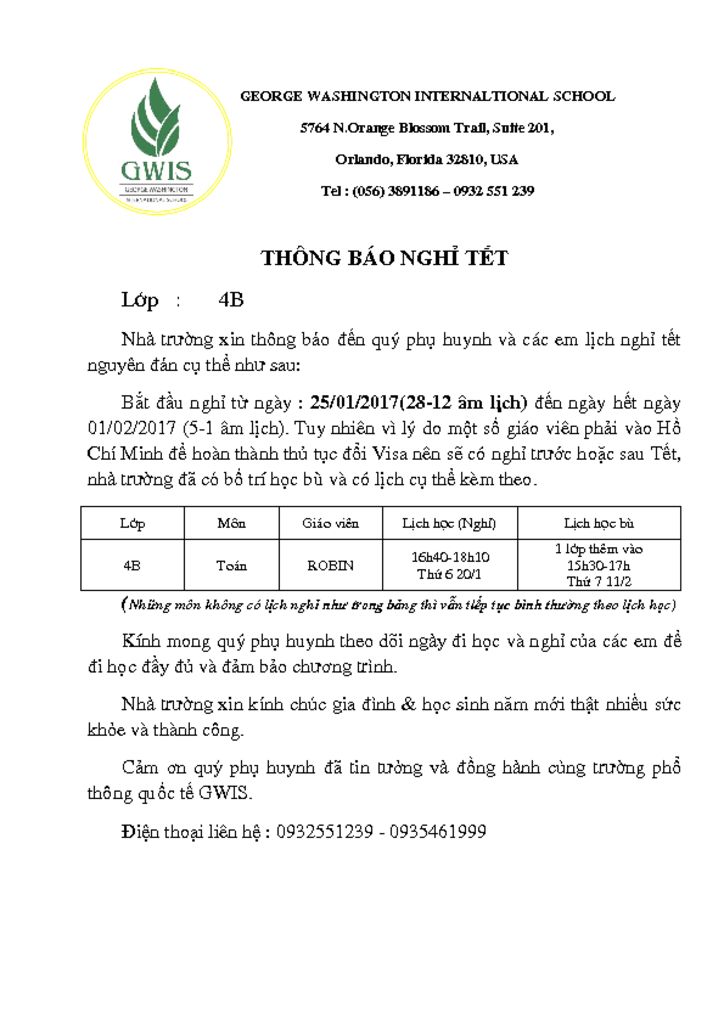 GWIS
GEORGE WASHINGTON
INTERNATIONAL SCHOOL
GEORGE WASHINGTON INTERNALTIONAL SCHOOL
5764 N.Orange Blossom Trail, Suite 201,
Orlando, Florida 32810, USA
Tel : (056) 3891186 – 0932 551 239
THÔNG BÁO NGHỈ TẾT
Lớp : 4B
Nhà trường xin thông báo đến quý phụ huynh và các em lịch nghỉ tết
nguyên đán cụ thể như sau:
Bắt đầu nghỉ từ ngày : 25/01/2017(28-12 âm lịch) đến ngày hết ngày
01/02/2017 (5-1 âm lịch). Tuy nhiên vì lý do một số giáo viên phải vào Hồ
Chí Minh để hoàn thành thủ tục đổi Visa nên sẽ có nghỉ trước hoặc sau Tết,
nhà trường đã có bố trí học bù và có lịch cụ thể kèm theo.
Lớp Môn Giáo viên Lịch học (Nghỉ) Lịch học bù
4B Toán ROBIN 16h40-18h10
Thứ 6 20/1
1 lớp thêm vào
15h30-17h
Thứ 7 11/2
(Những môn không có lịch nghỉ như trong bảng thì vẫn tiếp tục bình thường theo lịch học)
Kính mong quý phụ huynh theo dõi ngày đi học và nghỉ của các em để
đi học đầy đủ và đảm bảo chương trình.
Nhà trường xin kính chúc gia đình & học sinh năm mới thật nhiều sức
khỏe và thành công.
Cảm ơn quý phụ huynh đã tin tưởng và đồng hành cùng trường phổ
thông quốc tế GWIS.
Điện thoại liên hệ : 0932551239 - 0935461999